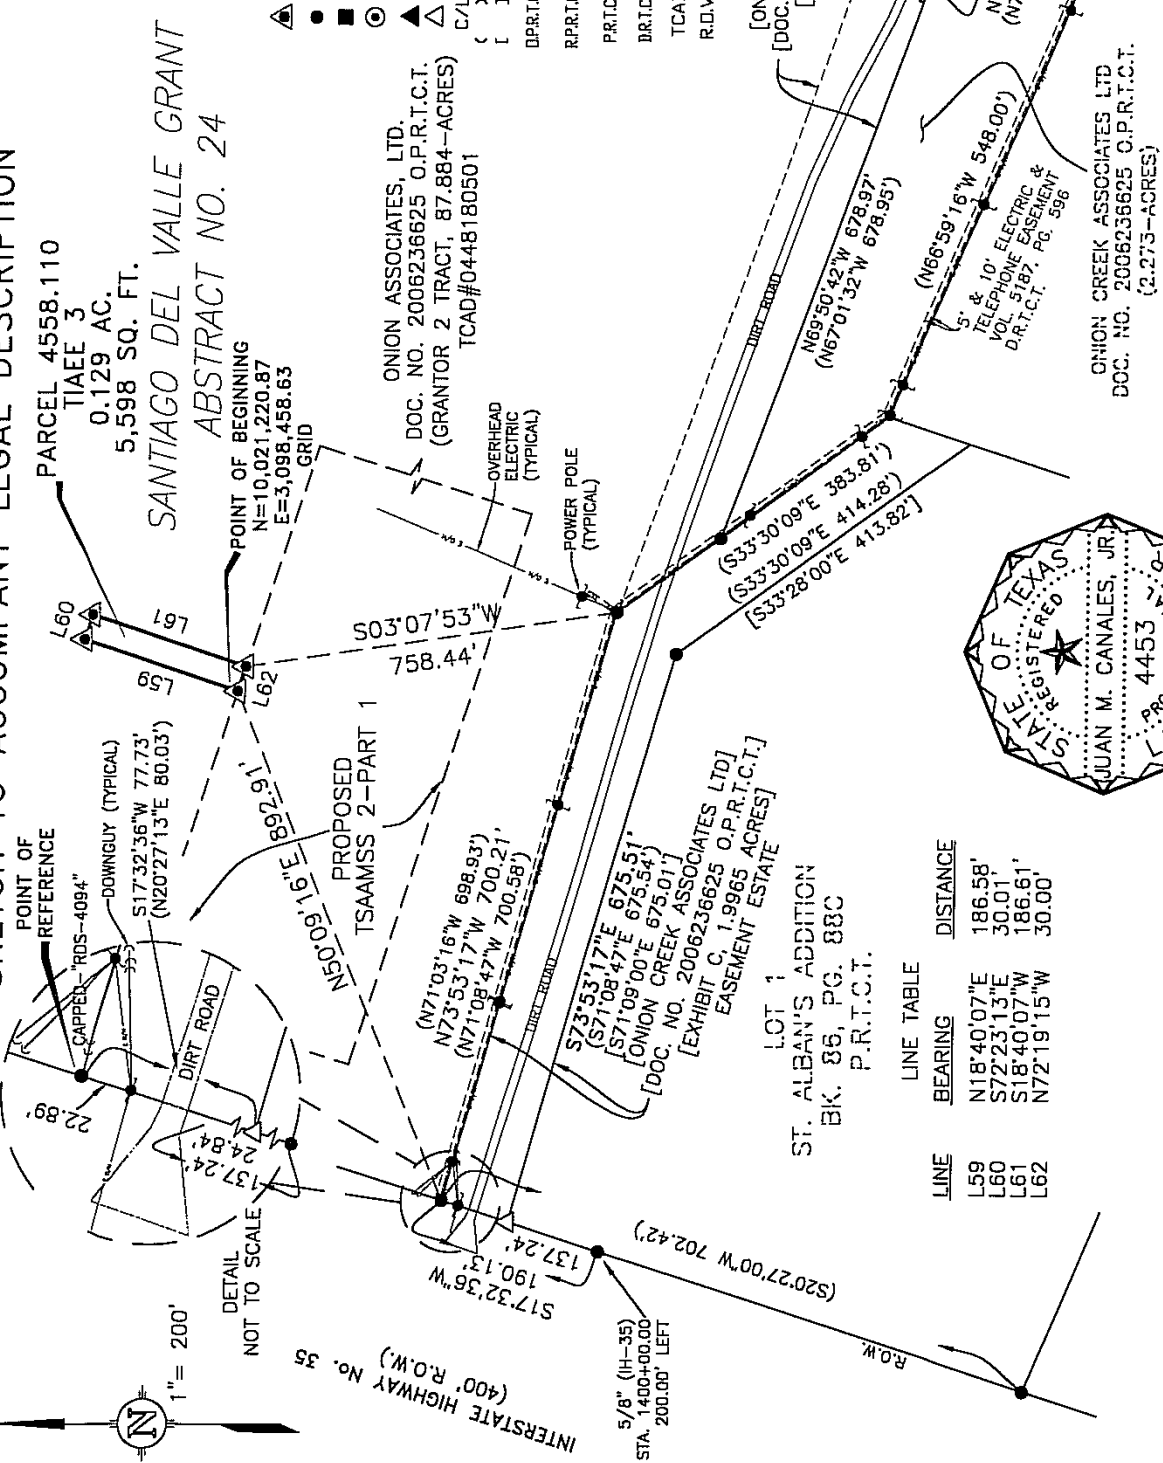 PARCEL 4558.110
TIAEE 3
0.129 AC.
5,598 SQ. FT.
SANTIAGO DEL VALLE GRANT
ABSTRACT NO. 24
POINT OF BEGINNING
N=10,021,220.87
E=3,098,458.63
GRID
POINT OF
REFERENCE
CAPPED "RDS-4094"
DOWNGUY (TYPICAL)
S17°32'36"W 77.73'
(N20°27'13"E 80.03')
22.89'
DIRT ROAD
24.84'
137.24'
DETAIL
NOT TO SCALE
1"= 200'
N
L60
L61
L59
L62
C/L
( )
[ ]
ONION ASSOCIATES, LTD.
DOC. NO. 2006236625 O.P.R.T.C.T.
(GRANTOR 2 TRACT, 87.884-ACRES)
TCAD#0448180501
OVERHEAD
ELECTRIC
(TYPICAL)
POWER POLE
(TYPICAL)
S03°07'53"W
758.44'
N50°09'16"E 892.91'
PROPOSED
TSAAMSS 2-PART 1
(N71°03'16"W 698.93')
N73°53'17"W 700.21'
(N71°08'47"W 700.58')
DIRT ROAD
S73°53'17"E 675.51'
(S71°08'47"E 675.54')
[S71°09'00"E 675.01']
[ONION CREEK ASSOCIATES LTD]
[DOC. NO. 2006236625 O.P.R.T.C.T.]
[EXHIBIT C, 1.9965 ACRES]
EASEMENT ESTATE
DIRT ROAD
N69°50'42"W 678.97'
(N67°01'32"W 678.95')
(N66°59'16"W 548.00')
5' & 10' ELECTRIC &
TELEPHONE EASEMENT
VOL. 5187, PG. 596
D.R.T.C.T.
ONION CREEK ASSOCIATES LTD
DOC. NO. 2006236625 O.P.R.T.C.T.
(2.273-ACRES)
(S33°30'09"E 383.81')
(S33°30'09"E 414.28')
[S33°28'00"E 413.82']
LOT 1
ST. ALBAN'S ADDITION
BK. 86, PG. 88C
P.R.T.C.T.
LINE TABLE
LINE BEARING DISTANCE
L59 N18°40'07"E 186.58'
L60 S72°23'13"E 30.01'
L61 S18°40'07"W 186.61'
L62 N72°19'15"W 30.00'
INTERSTATE HIGHWAY No. 35
(400' R.O.W.)
S17°32'36"W
190.13'
137.24'
5/8" (IH-35)
STA. 1400+00.00
200.00' LEFT
(S20°27'00"W 702.42')
R.O.W.
STATE OF TEXAS
REGISTERED
JUAN M. CANALES, JR.
4453